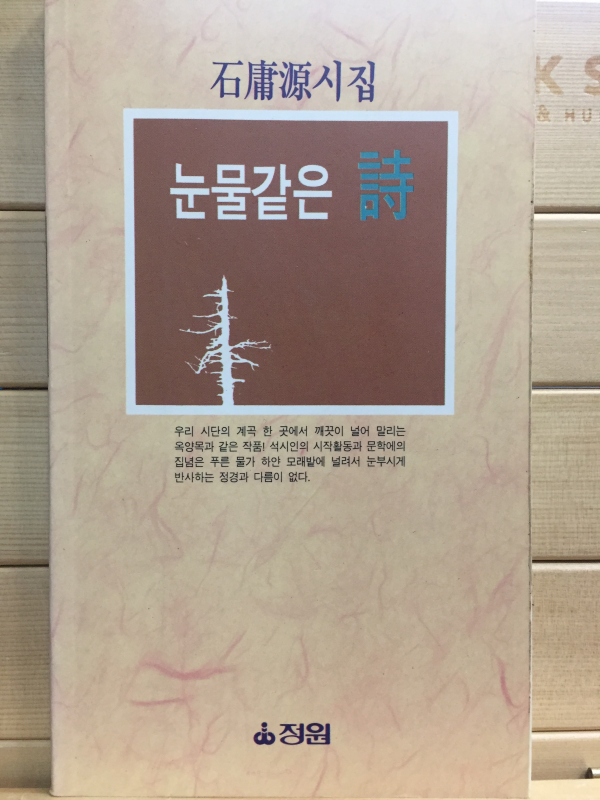 石庸源시집
눈물같은 詩
우리 시단의 계곡 한 곳에서 깨끗이 널어 말리는
옥양목과 같은 작품! 석시인의 시작활동과 문학에의
집념은 푸른 물가 하얀 모래밭에 널려서 눈부시게
반사하는 정경과 다름이 없다.
정원
K S
& HU